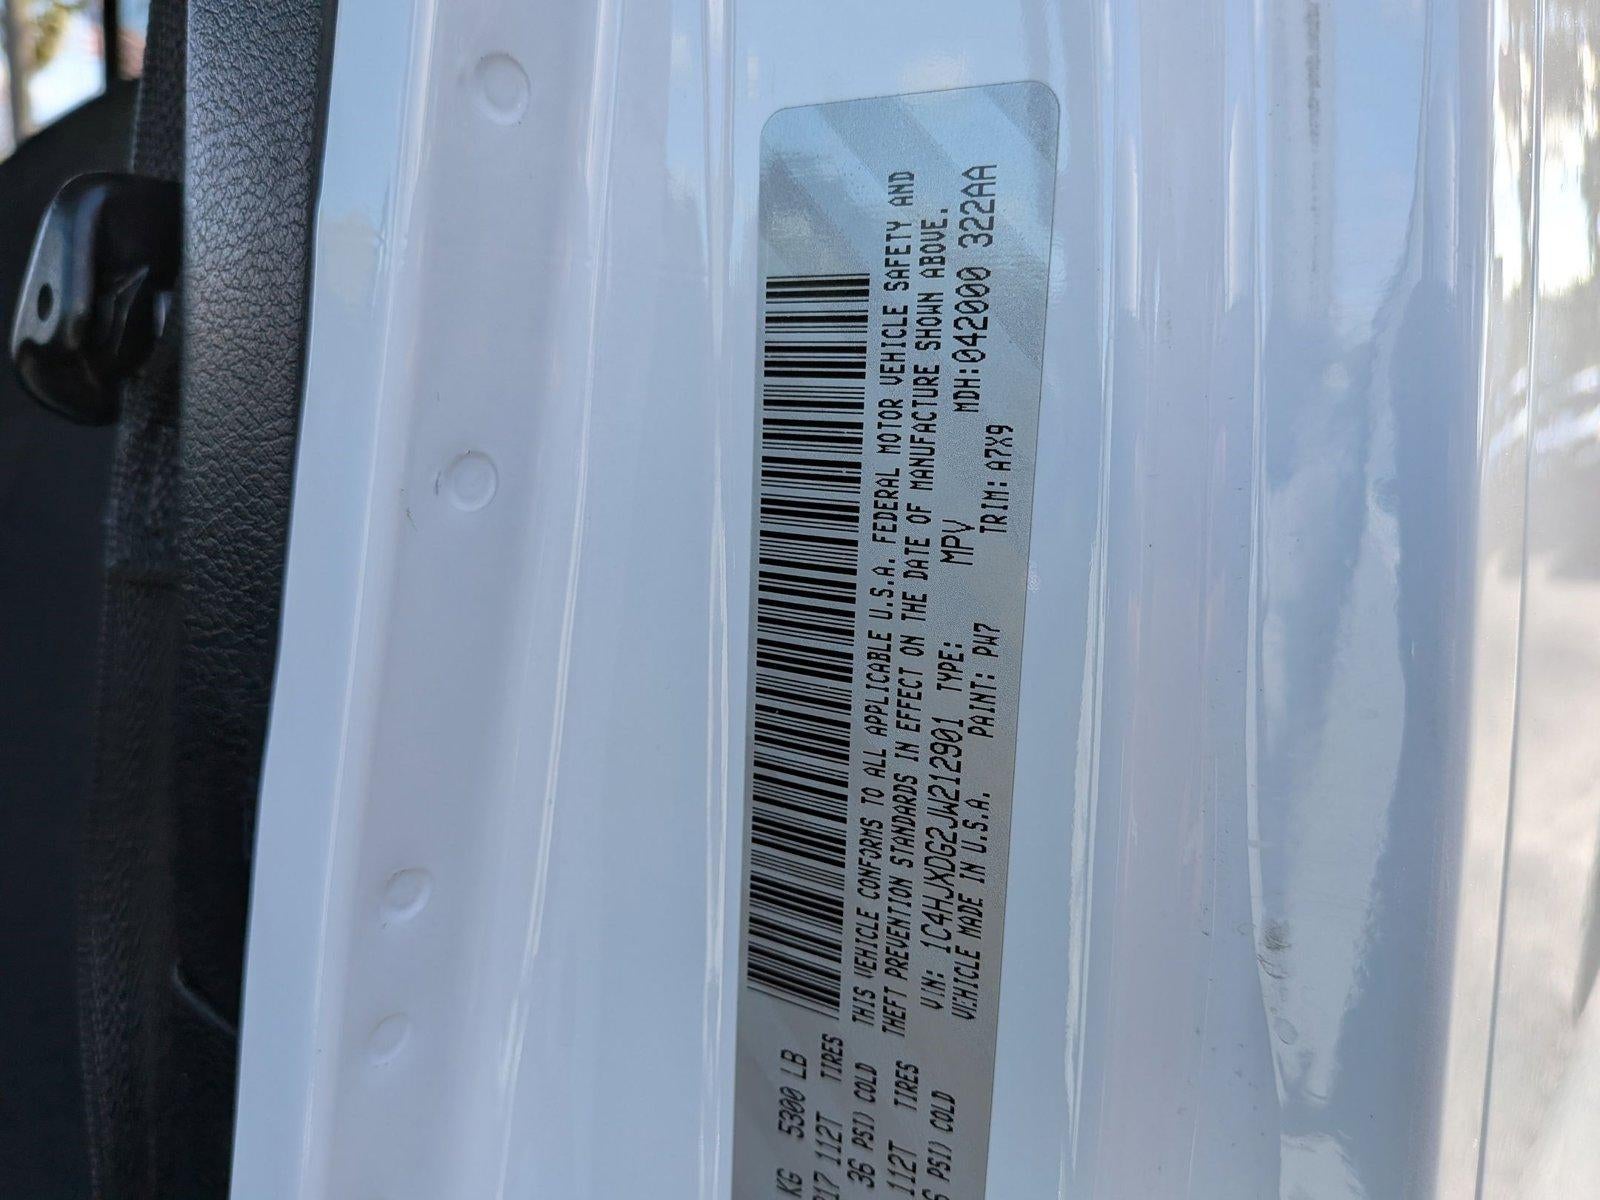 KG 5300 LB
112T TIRES
36 PSI) COLD
112T TIRES
PSI) COLD
THIS VEHICLE CONFORMS TO ALL APPLICABLE U.S.A. FEDERAL MOTOR VEHICLE SAFETY AND
THEFT PREVENTION STANDARDS IN EFFECT ON THE DATE OF MANUFACTURE SHOWN ABOVE.
VIN: 1C4HJXDG2JW212901 TYPE: MPV MDH:042000 322AA
VEHICLE MADE IN U.S.A. PAINT: PW7 TRIM: A7X9